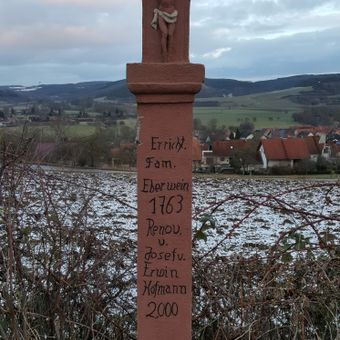 Erricht.
Fam.
Eberwein
1763
Renov.
v.
Josef u.
Erwin
Hofmann
2000